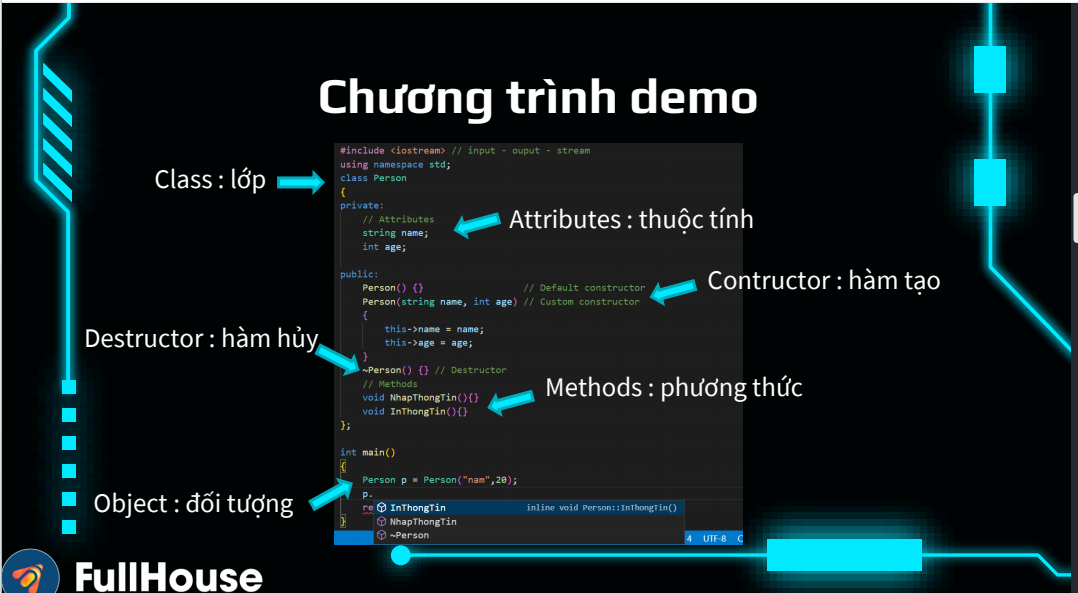 Chương trình demo
#include <iostream> // input - ouput - stream
using namespace std;
class Person
{
private:
// Attributes
string name;
int age;
public:
Person() {} // Default constructor
Person(string name, int age) // Custom constructor
{
this->name = name;
this->age = age;
}
~Person() {} // Destructor
// Methods
void NhapThongTin(){}
void InThongTin(){}
};
int main()
{
Person p = Person("nam",20);
p.
re
InThongTin inline void Person::InThongTin()
NhapThongTin
~Person
}
4 UTF-8 C
Class : lớp
Attributes : thuộc tính
Contructor : hàm tạo
Destructor : hàm hủy
Methods : phương thức
Object : đối tượng
FullHouse